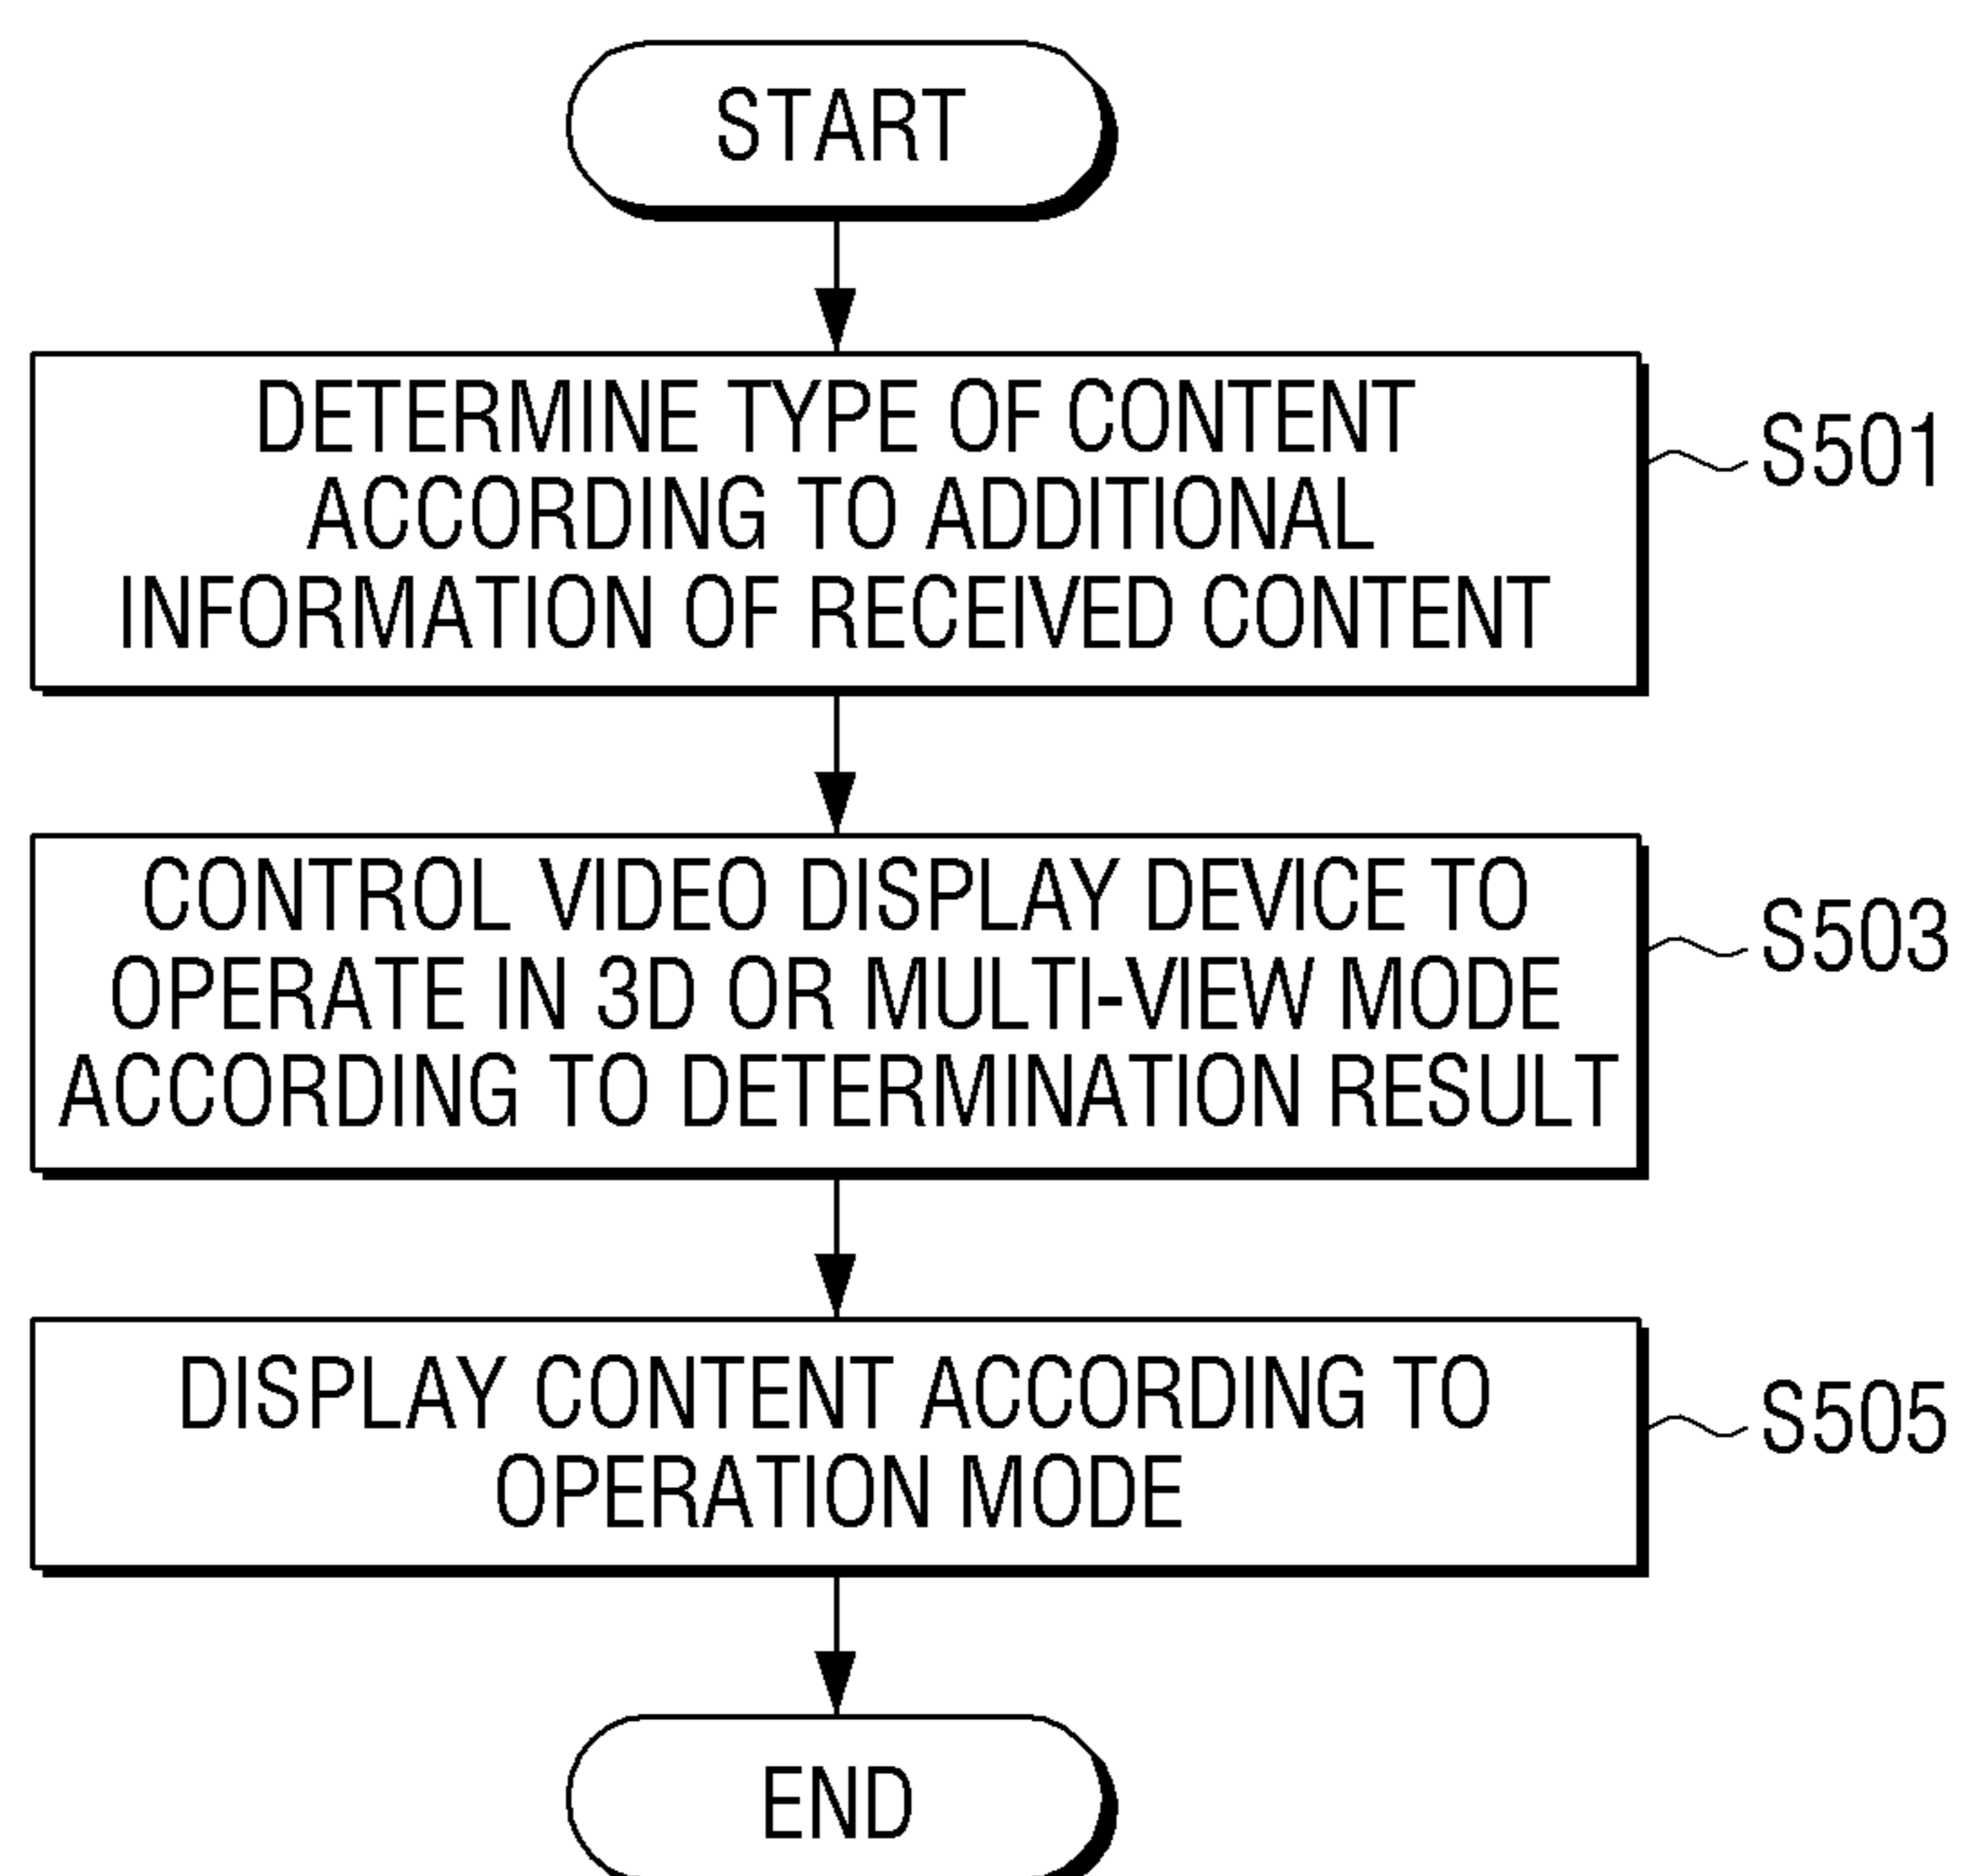 START
DETERMINE TYPE OF CONTENT
ACCORDING TO ADDITIONAL
INFORMATION OF RECEIVED CONTENT
S501
CONTROL VIDEO DISPLAY DEVICE TO
OPERATE IN 3D OR MULTI-VIEW MODE
ACCORDING TO DETERMINATION RESULT
S503
DISPLAY CONTENT ACCORDING TO
OPERATION MODE
S505
END